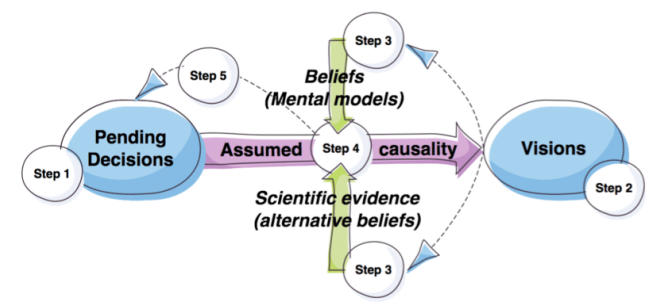 Step 3
Step 5
Beliefs
(Mental models)
Pending
Decisions
Assumed
Step 4
causality
Visions
Step 1
Step 2
Scientific evidence
(alternative beliefs)
Step 3